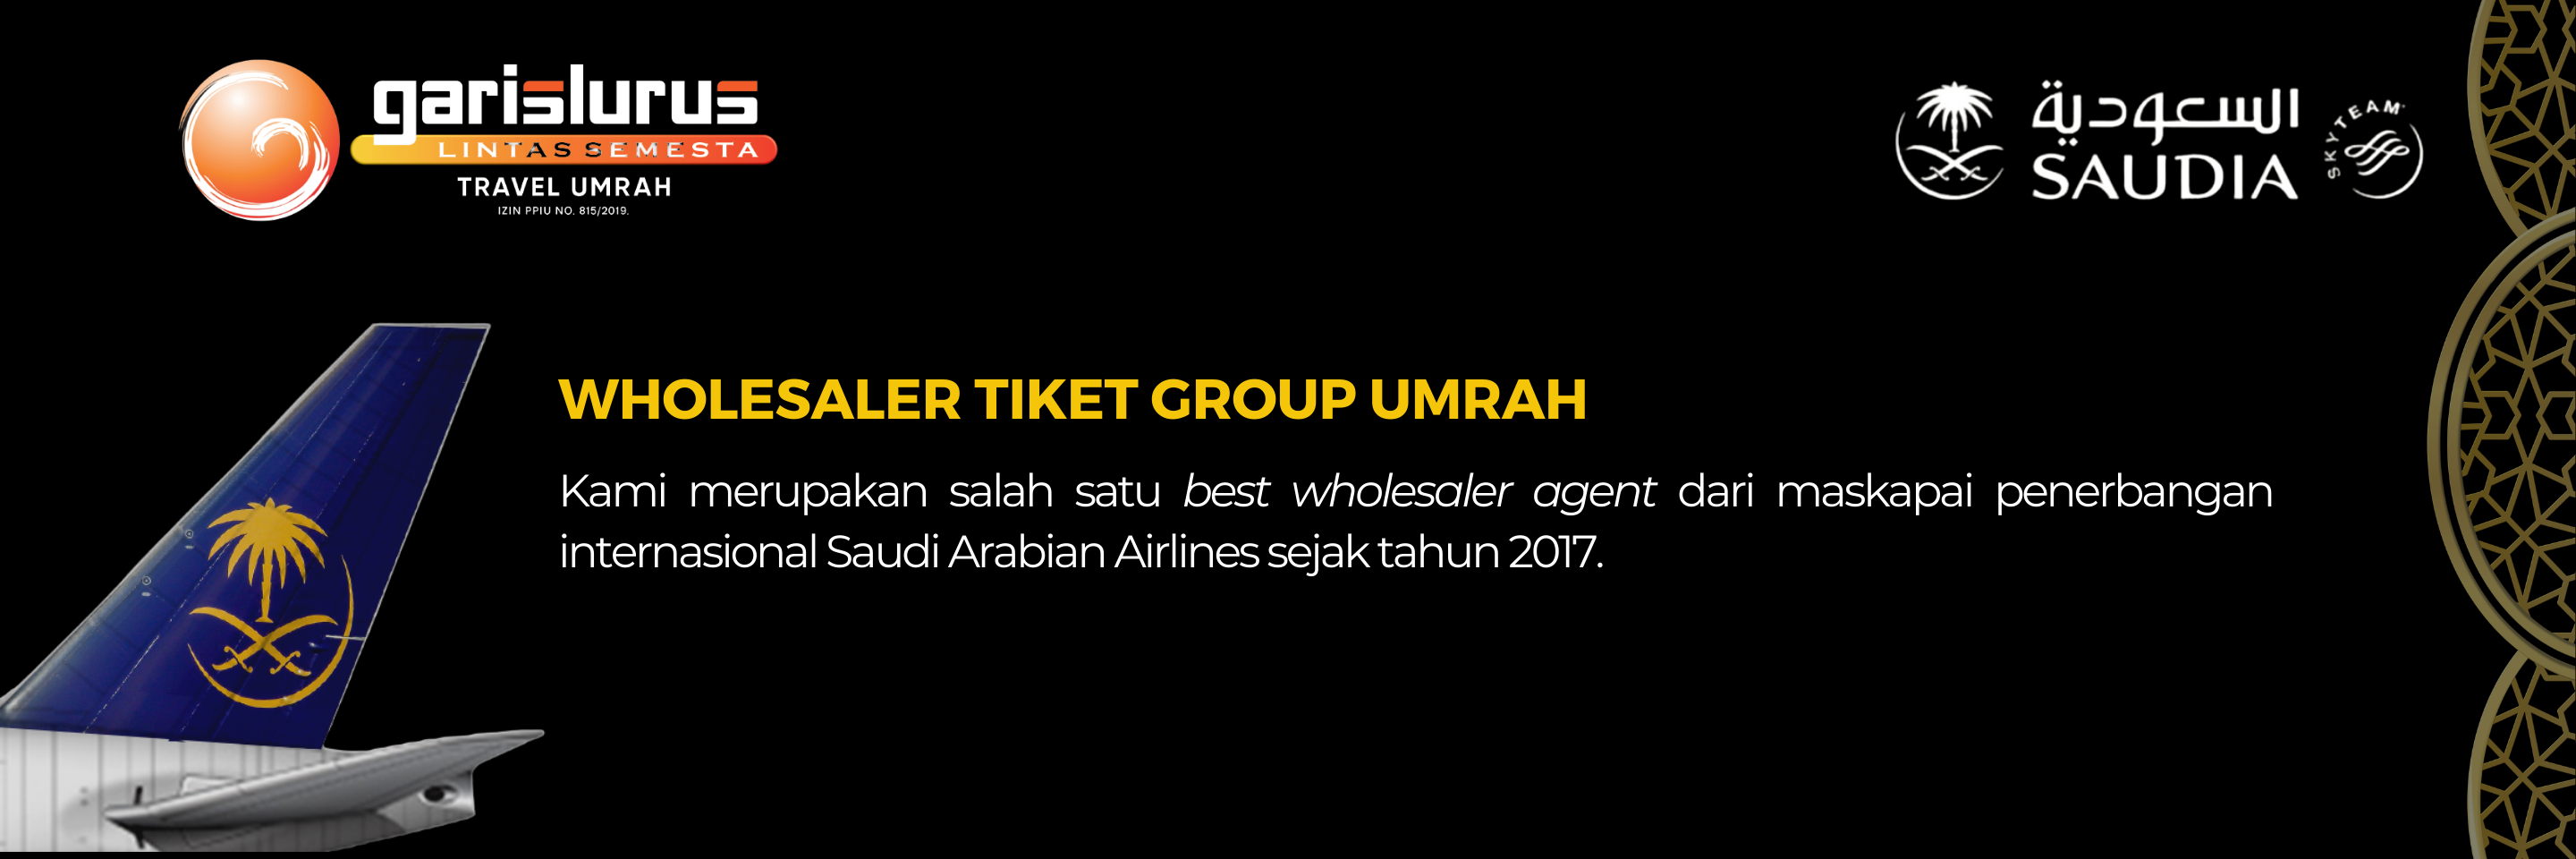 garislurus
LINTAS SEMESTA
TRAVEL UMRAH
IZIN PPIU NO. 815/2019.
السعودية
SAUDIA
SKYTEAM
WHOLESALER TIKET GROUP UMRAH
Kami merupakan salah satu best wholesaler agent dari maskapai penerbangan
internasional Saudi Arabian Airlines sejak tahun 2017.